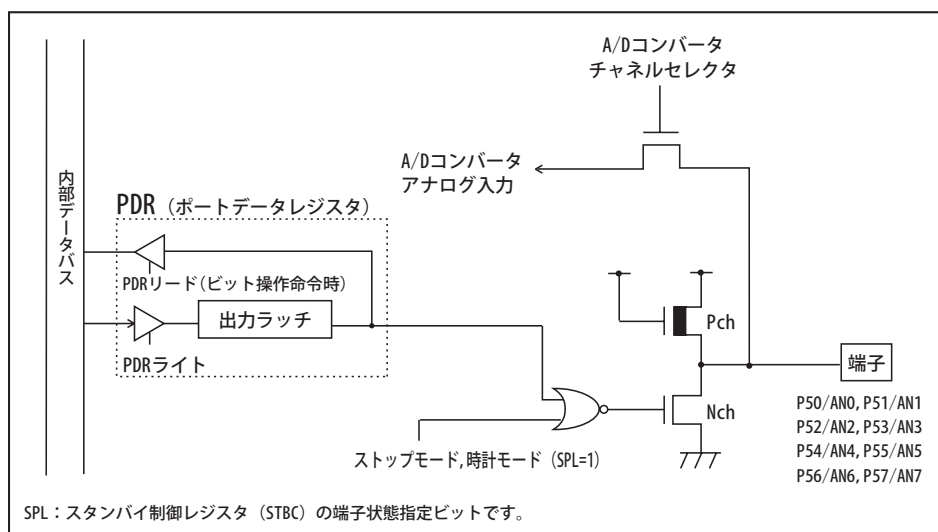 A/Dコンバータ
チャネルセレクタ
A/Dコンバータ
アナログ入力
内部データバス
PDR（ポートデータレジスタ）
PDRリード（ビット操作命令時）
出力ラッチ
PDRライト
Pch
端子
Nch
P50/AN0, P51/AN1
P52/AN2, P53/AN3
P54/AN4, P55/AN5
P56/AN6, P57/AN7
ストップモード, 時計モード（SPL=1）
SPL：スタンバイ制御レジスタ（STBC）の端子状態指定ビットです。